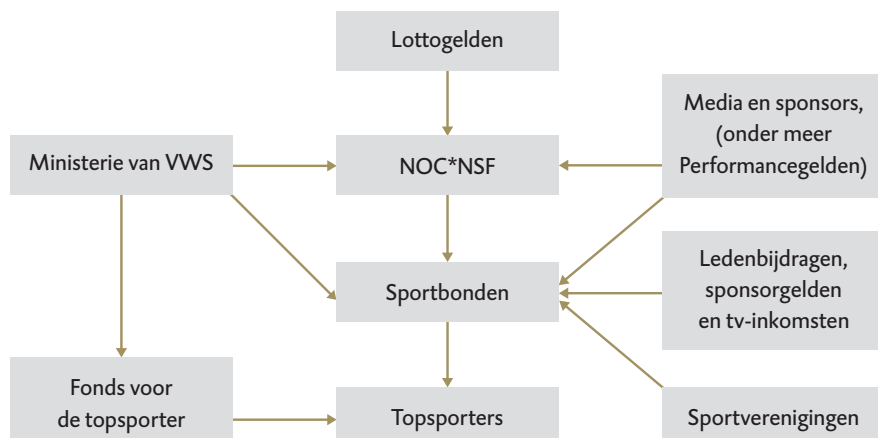 Lottogelden
Media en sponsors,
(onder meer
Performancegelden)
Ministerie van VWS
NOC*NSF
Ledenbijdragen,
sponsorgelden
en tv-inkomsten
Sportbonden
Fonds voor
de topsporter
Topsporters
Sportverenigingen